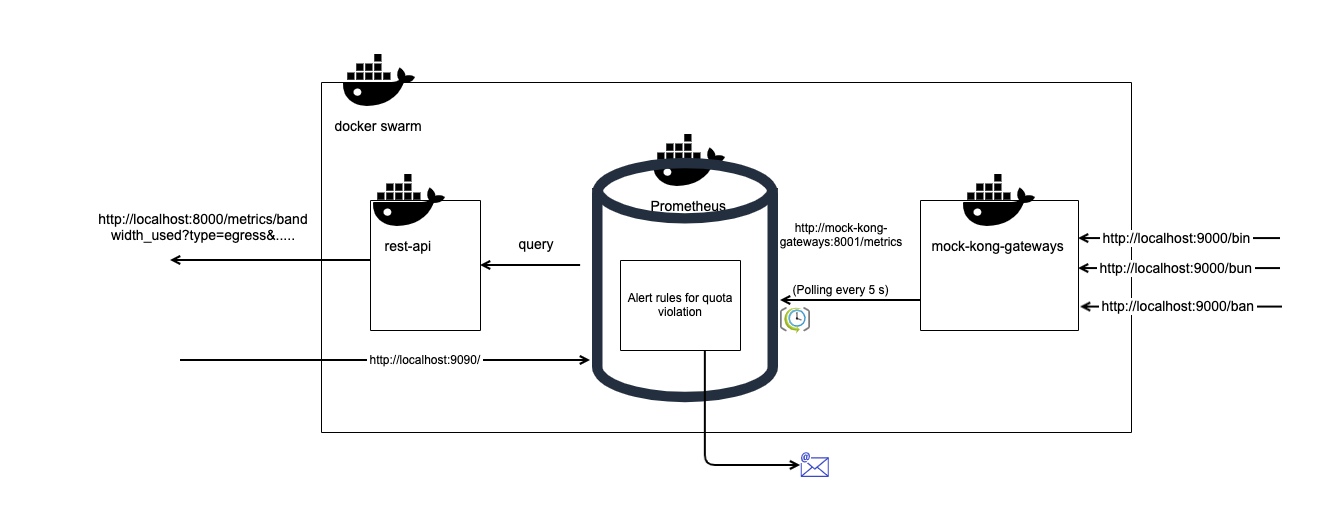 docker swarm
http://localhost:8000/metrics/band
width_used?type=egress&.....
rest-api
query
http://localhost:9090/
Prometheus
Alert rules for quota
violation
http://mock-kong-
gateways:8001/metrics
(Polling every 5 s)
mock-kong-gateways
http://localhost:9000/bin
http://localhost:9000/bun
http://localhost:9000/ban
@